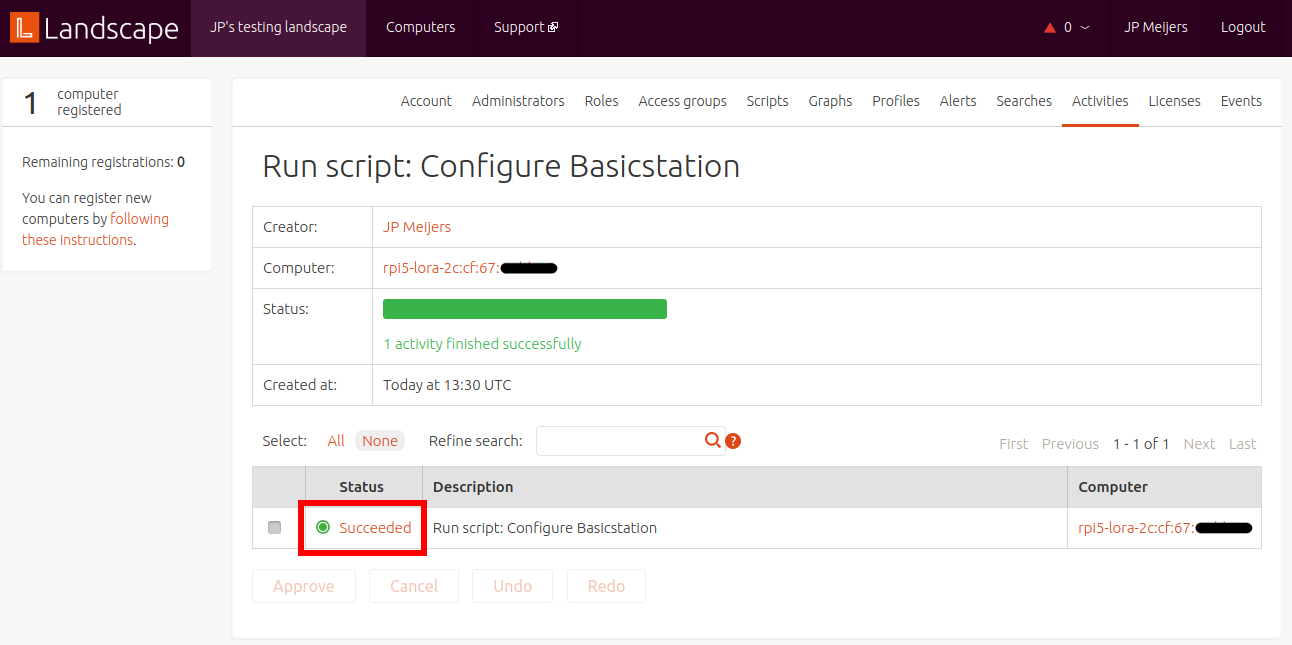 Landscape JP's testing landscape Computers Support 0 JP Meijers Logout
1 computer registered
Account Administrators Roles Access groups Scripts Graphs Profiles Alerts Searches Activities Licenses Events
Remaining registrations: 0
You can register new
computers by following
these instructions.
Run script: Configure Basicstation
Creator: JP Meijers
Computer: rpi5-lora-2c:cf:67:
Status:
1 activity finished successfully
Created at: Today at 13:30 UTC
Select: All None Refine search: ? First Previous 1 - 1 of 1 Next Last
Status Description Computer
Succeeded Run script: Configure Basicstation rpi5-lora-2c:cf:67:
Approve Cancel Undo Redo